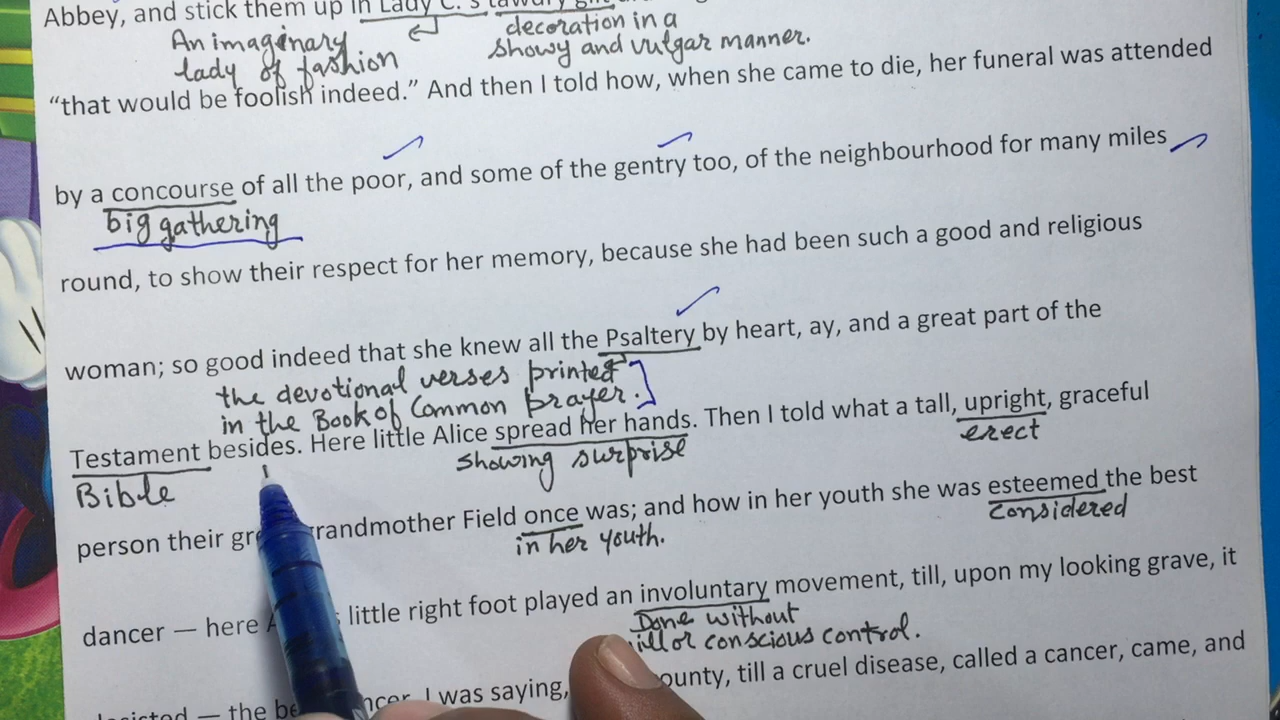 Abbey, and stick them up in Lady C.'s tawdry gilt
An imaginary
lady of fashion
decoration in a
showy and vulgar manner.
"that would be foolish indeed." And then I told how, when she came to die, her funeral was attended
by a concourse of all the poor, and some of the gentry too, of the neighbourhood for many miles
big gathering
round, to show their respect for her memory, because she had been such a good and religious
woman; so good indeed that she knew all the Psaltery by heart, ay, and a great part of the
the devotional verses printed
in the Book of Common Prayer.
Testament besides. Here little Alice spread her hands. Then I told what a tall, upright, graceful
Bible
showing surprise
erect
person their grandmother Field once was; and how in her youth she was esteemed the best
in her youth.
considered
dancer — here little right foot played an involuntary movement, till, upon my looking grave, it
Done without
or conscious control.
desisted — the I was saying, county, till a cruel disease, called a cancer, came, and